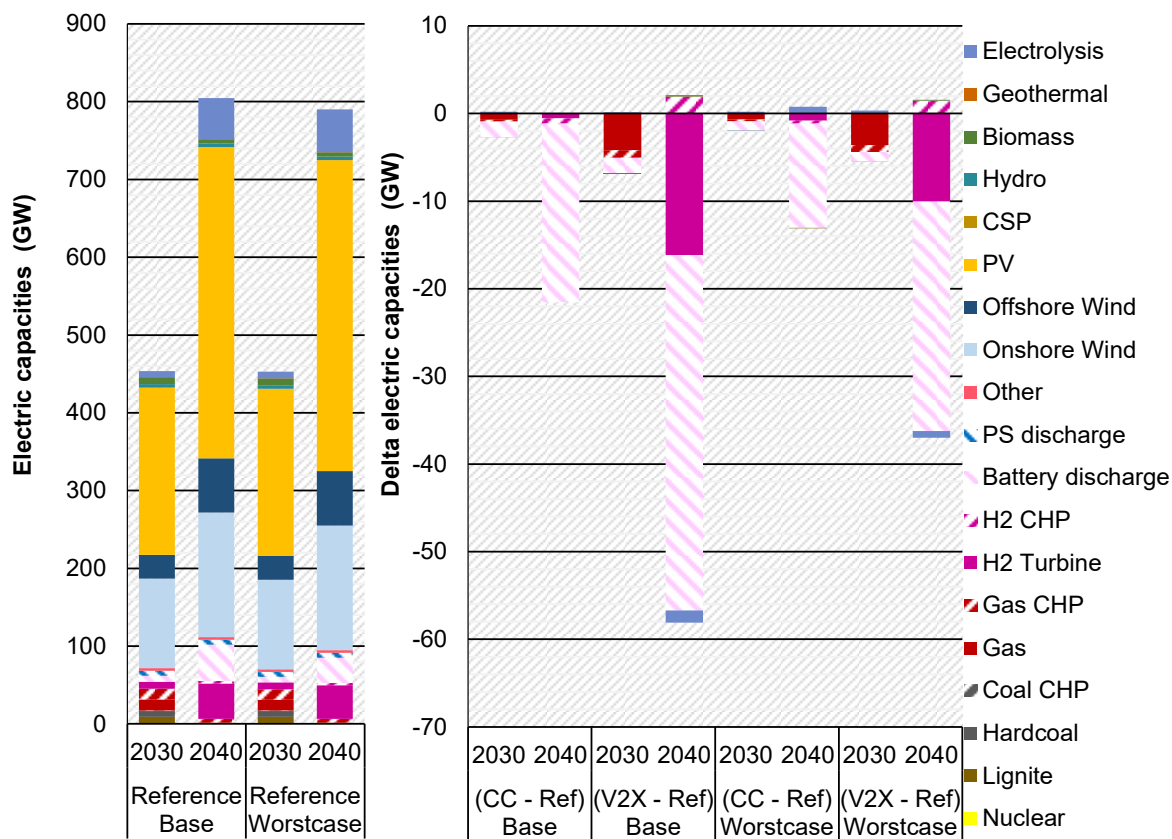 Electric capacities (GW)
900
800
700
600
500
400
300
200
100
0
2030 2040 2030 2040
Reference Reference
Base Worstcase
Delta electric capacities (GW)
10
0
-10
-20
-30
-40
-50
-60
-70
2030 2040 2030 2040 2030 2040 2030 2040
(CC - Ref) (V2X - Ref) (CC - Ref) (V2X - Ref)
Base Base Worstcase Worstcase
Electrolysis
Geothermal
Biomass
Hydro
CSP
PV
Offshore Wind
Onshore Wind
Other
PS discharge
Battery discharge
H2 CHP
H2 Turbine
Gas CHP
Gas
Coal CHP
Hardcoal
Lignite
Nuclear